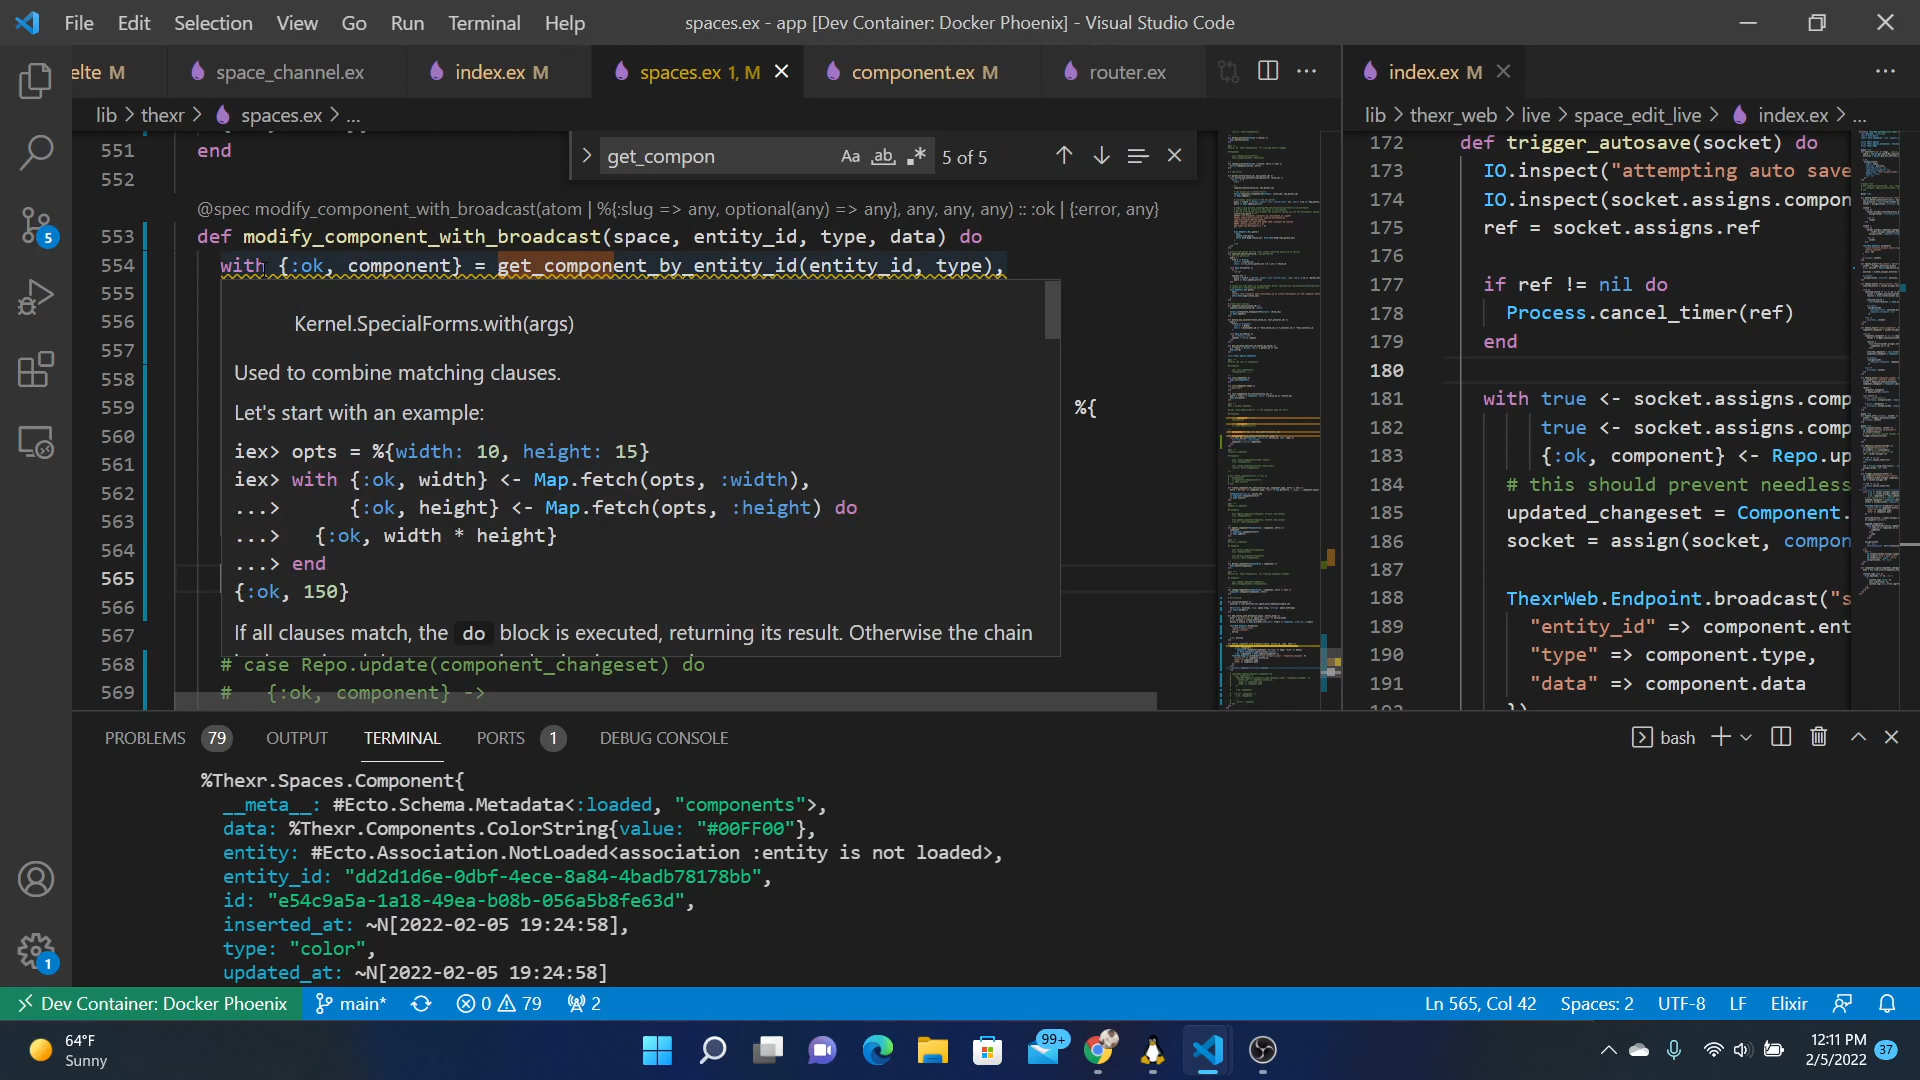 File Edit Selection View Go Run Terminal Help
spaces.ex - app [Dev Container: Docker Phoenix] - Visual Studio Code
elte M
space_channel.ex
index.ex M
spaces.ex 1, M
component.ex M
router.ex
index.ex M
lib > thexr > spaces.ex > ...
lib > thexr_web > live > space_edit_live > index.ex > ...
get_compon
Aa ab .* 5 of 5
551 end
552
@spec modify_component_with_broadcast(atom | %{:slug => any, optional(any) => any}, any, any, any) :: :ok | {:error, any}
553 def modify_component_with_broadcast(space, entity_id, type, data) do
554 with {:ok, component} = get_component_by_entity_id(entity_id, type),
555
556
557
558
559 %{
560
561
562
563
564
565
566
567
Kernel.SpecialForms.with(args)
Used to combine matching clauses.
Let's start with an example:
iex> opts = %{width: 10, height: 15}
iex> with {:ok, width} <- Map.fetch(opts, :width),
...> {:ok, height} <- Map.fetch(opts, :height) do
...> {:ok, width * height}
...> end
{:ok, 150}
If all clauses match, the do block is executed, returning its result. Otherwise the chain
568 # case Repo.update(component_changeset) do
569 # {:ok, component} ->
172 def trigger_autosave(socket) do
173 IO.inspect("attempting auto save
174 IO.inspect(socket.assigns.compon
175 ref = socket.assigns.ref
176
177 if ref != nil do
178 Process.cancel_timer(ref)
179 end
180
181 with true <- socket.assigns.comp
182 true <- socket.assigns.comp
183 {:ok, component} <- Repo.up
184 # this should prevent needless
185 updated_changeset = Component.
186 socket = assign(socket, compon
187
188 ThexrWeb.Endpoint.broadcast("s
189 "entity_id" => component.ent
190 "type" => component.type,
191 "data" => component.data
192 })
PROBLEMS 79 OUTPUT TERMINAL PORTS 1 DEBUG CONSOLE
bash
%Thexr.Spaces.Component{
__meta__: #Ecto.Schema.Metadata<:loaded, "components">,
data: %Thexr.Components.ColorString{value: "#00FF00"},
entity: #Ecto.Association.NotLoaded<association :entity is not loaded>,
entity_id: "dd2d1d6e-0dbf-4ece-8a84-4badb78178bb",
id: "e54c9a5a-1a18-49ea-b08b-056a5b8fe63d",
inserted_at: ~N[2022-02-05 19:24:58],
type: "color",
updated_at: ~N[2022-02-05 19:24:58]
5
1
Dev Container: Docker Phoenix main* 0 79 2
Ln 565, Col 42 Spaces: 2 UTF-8 LF Elixir
64°F
Sunny
99+
12:11 PM
2/5/2022
37